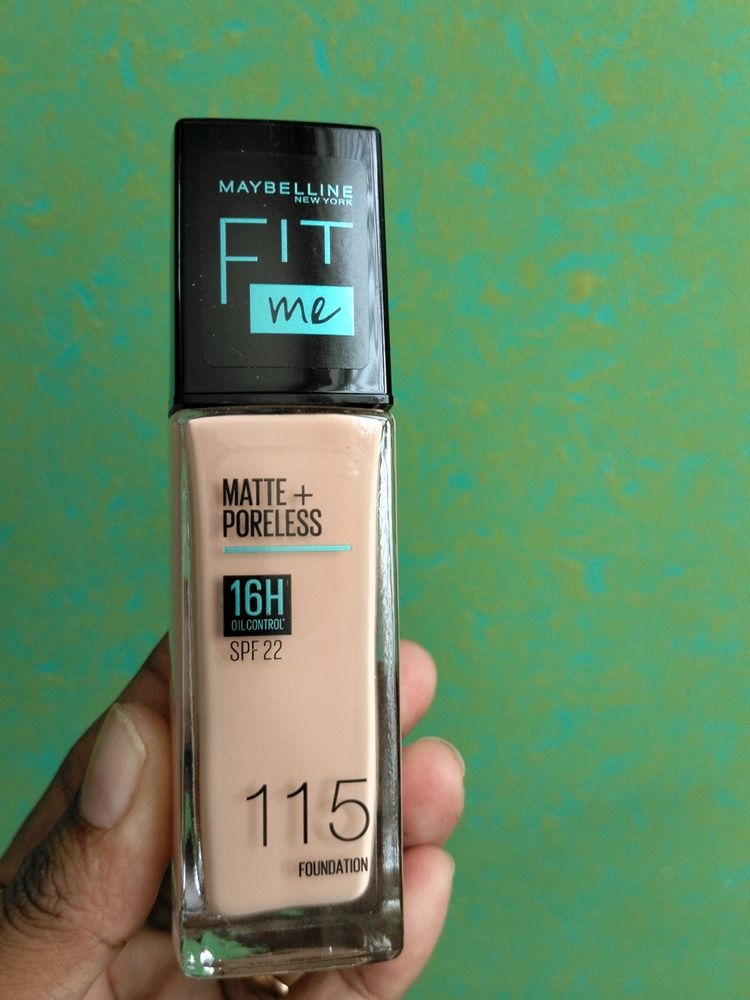 MAYBELLINE
NEW YORK
FIT
me
MATTE +
PORELESS
16H
OIL CONTROL*
SPF 22
115
FOUNDATION